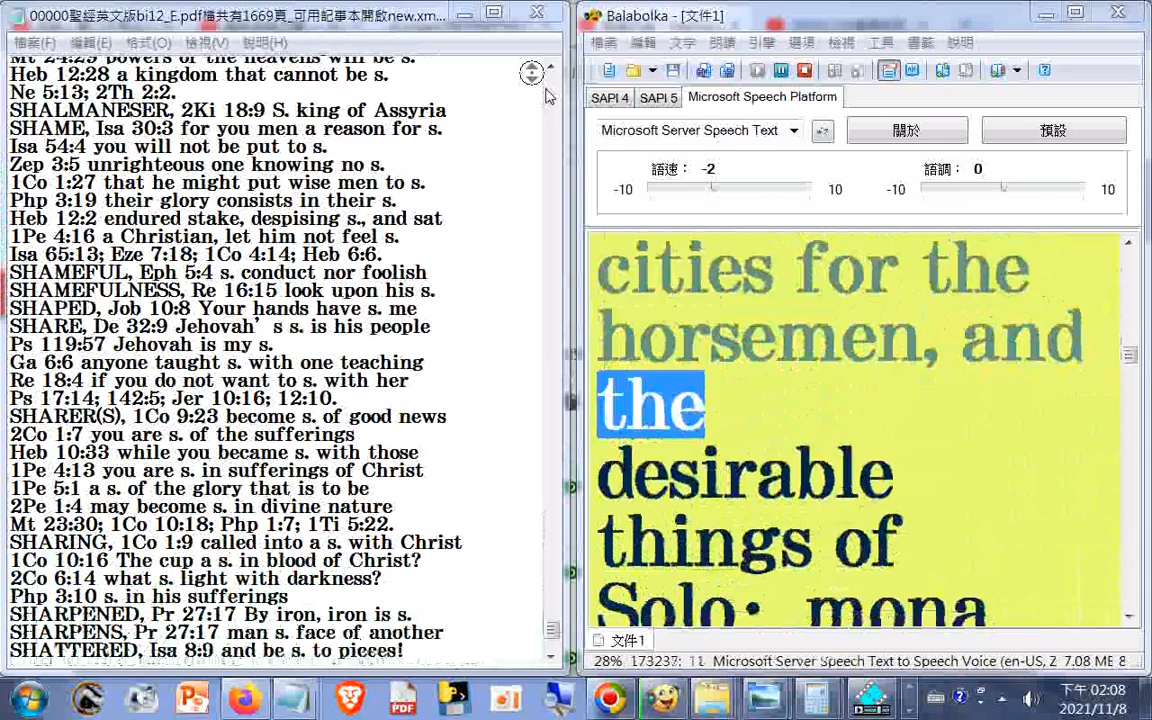 00000聖經英文版bi12_E.pdf檔共有1669頁_可用記事本開啟new.xm...
檔案(F) 編輯(E) 格式(O) 檢視(V) 說明(H)
Mt 24:29 powers of the heavens will be s.
Heb 12:28 a kingdom that cannot be s.
Ne 5:13; 2Th 2:2.
SHALMANESER, 2Ki 18:9 S. king of Assyria
SHAME, Isa 30:3 for you men a reason for s.
Isa 54:4 you will not be put to s.
Zep 3:5 unrighteous one knowing no s.
1Co 1:27 that he might put wise men to s.
Php 3:19 their glory consists in their s.
Heb 12:2 endured stake, despising s., and sat
1Pe 4:16 a Christian, let him not feel s.
Isa 65:13; Eze 7:18; 1Co 4:14; Heb 6:6.
SHAMEFUL, Eph 5:4 s. conduct nor foolish
SHAMEFULNESS, Re 16:15 look upon his s.
SHAPED, Job 10:8 Your hands have s. me
SHARE, De 32:9 Jehovah’s s. is his people
Ps 119:57 Jehovah is my s.
Ga 6:6 anyone taught s. with one teaching
Re 18:4 if you do not want to s. with her
Ps 17:14; 142:5; Jer 10:16; 12:10.
SHARER(S), 1Co 9:23 become s. of good news
2Co 1:7 you are s. of the sufferings
Heb 10:33 while you became s. with those
1Pe 4:13 you are s. in sufferings of Christ
1Pe 5:1 a s. of the glory that is to be
2Pe 1:4 may become s. in divine nature
Mt 23:30; 1Co 10:18; Php 1:7; 1Ti 5:22.
SHARING, 1Co 1:9 called into a s. with Christ
1Co 10:16 The cup a s. in blood of Christ?
2Co 6:14 what s. light with darkness?
Php 3:10 s. in his sufferings
SHARPENED, Pr 27:17 By iron, iron is s.
SHARPENS, Pr 27:17 man s. face of another
SHATTERED, Isa 8:9 and be s. to pieces!
Balabolka - [文件1]
檔案 編輯 文字 朗讀 引擎 選項 檢視 工具 書籤 說明
SAPI 4 SAPI 5 Microsoft Speech Platform
Microsoft Server Speech Text 關於 預設
語速： -2 語調： 0
-10 10 -10 10
cities for the
horsemen, and
the
desirable
things of
Solo·mona
文件1
28% 173237: 11 Microsoft Server Speech Text to Speech Voice (en-US, Z 7.08 MB 8
PDF
下午 02:08
2021/11/8